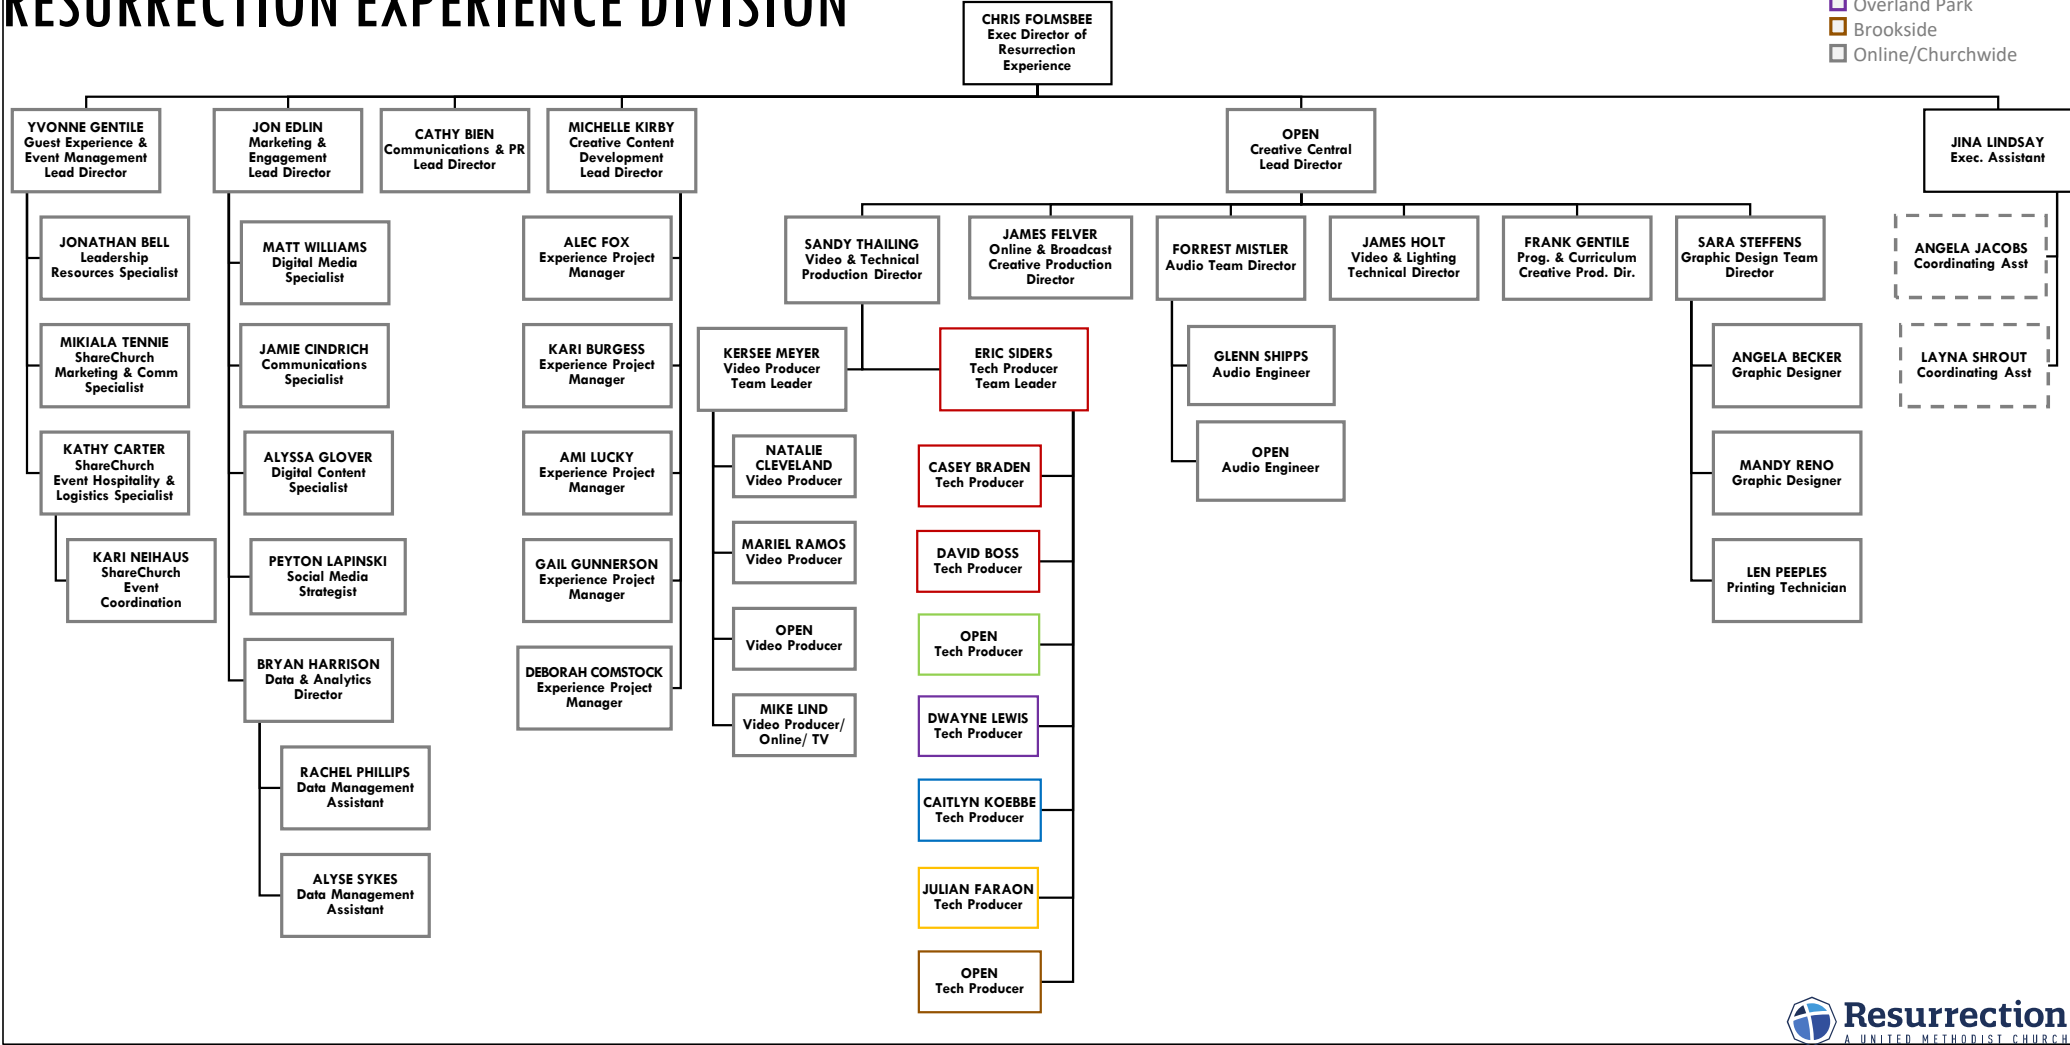 RESURRECTION EXPERIENCE DIVISION
Overland Park
Brookside
Online/Churchwide
CHRIS FOLMSBEE
Exec Director of
Resurrection
Experience
YVONNE GENTILE
Guest Experience &
Event Management
Lead Director
JON EDLIN
Marketing &
Engagement
Lead Director
CATHY BIEN
Communications & PR
Lead Director
MICHELLE KIRBY
Creative Content
Development
Lead Director
OPEN
Creative Central
Lead Director
JINA LINDSAY
Exec. Assistant
JONATHAN BELL
Leadership
Resources Specialist
MIKIALA TENNIE
ShareChurch
Marketing & Comm
Specialist
KATHY CARTER
ShareChurch
Event Hospitality &
Logistics Specialist
KARI NEIHAUS
ShareChurch
Event
Coordination
MATT WILLIAMS
Digital Media
Specialist
JAMIE CINDRICH
Communications
Specialist
ALYSSA GLOVER
Digital Content
Specialist
PEYTON LAPINSKI
Social Media
Strategist
BRYAN HARRISON
Data & Analytics
Director
RACHEL PHILLIPS
Data Management
Assistant
ALYSE SYKES
Data Management
Assistant
ALEC FOX
Experience Project
Manager
KARI BURGESS
Experience Project
Manager
AMI LUCKY
Experience Project
Manager
GAIL GUNNERSON
Experience Project
Manager
DEBORAH COMSTOCK
Experience Project
Manager
SANDY THAILING
Video & Technical
Production Director
JAMES FELVER
Online & Broadcast
Creative Production
Director
FORREST MISTLER
Audio Team Director
JAMES HOLT
Video & Lighting
Technical Director
FRANK GENTILE
Prog. & Curriculum
Creative Prod. Dir.
SARA STEFFENS
Graphic Design Team
Director
KERSEE MEYER
Video Producer
Team Leader
NATALIE
CLEVELAND
Video Producer
MARIEL RAMOS
Video Producer
OPEN
Video Producer
MIKE LIND
Video Producer/
Online/ TV
ERIC SIDERS
Tech Producer
Team Leader
CASEY BRADEN
Tech Producer
DAVID BOSS
Tech Producer
OPEN
Tech Producer
DWAYNE LEWIS
Tech Producer
CAITLYN KOEBBE
Tech Producer
JULIAN FARAON
Tech Producer
OPEN
Tech Producer
GLENN SHIPPS
Audio Engineer
OPEN
Audio Engineer
ANGELA BECKER
Graphic Designer
MANDY RENO
Graphic Designer
LEN PEEPLES
Printing Technician
ANGELA JACOBS
Coordinating Asst
LAYNA SHROUT
Coordinating Asst
Resurrection
A UNITED METHODIST CHURCH